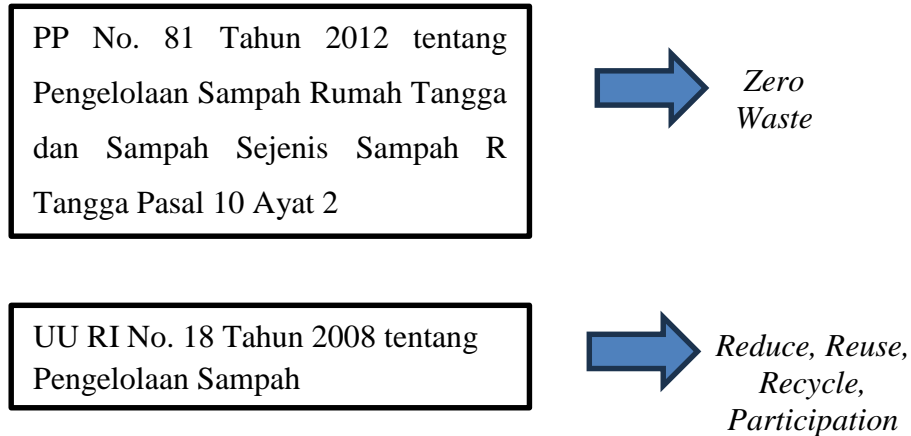 PP No. 81 Tahun 2012 tentang
Pengelolaan Sampah Rumah Tangga
dan Sampah Sejenis Sampah R
Tangga Pasal 10 Ayat 2
Zero
Waste
UU RI No. 18 Tahun 2008 tentang
Pengelolaan Sampah
Reduce, Reuse,
Recycle,
Participation